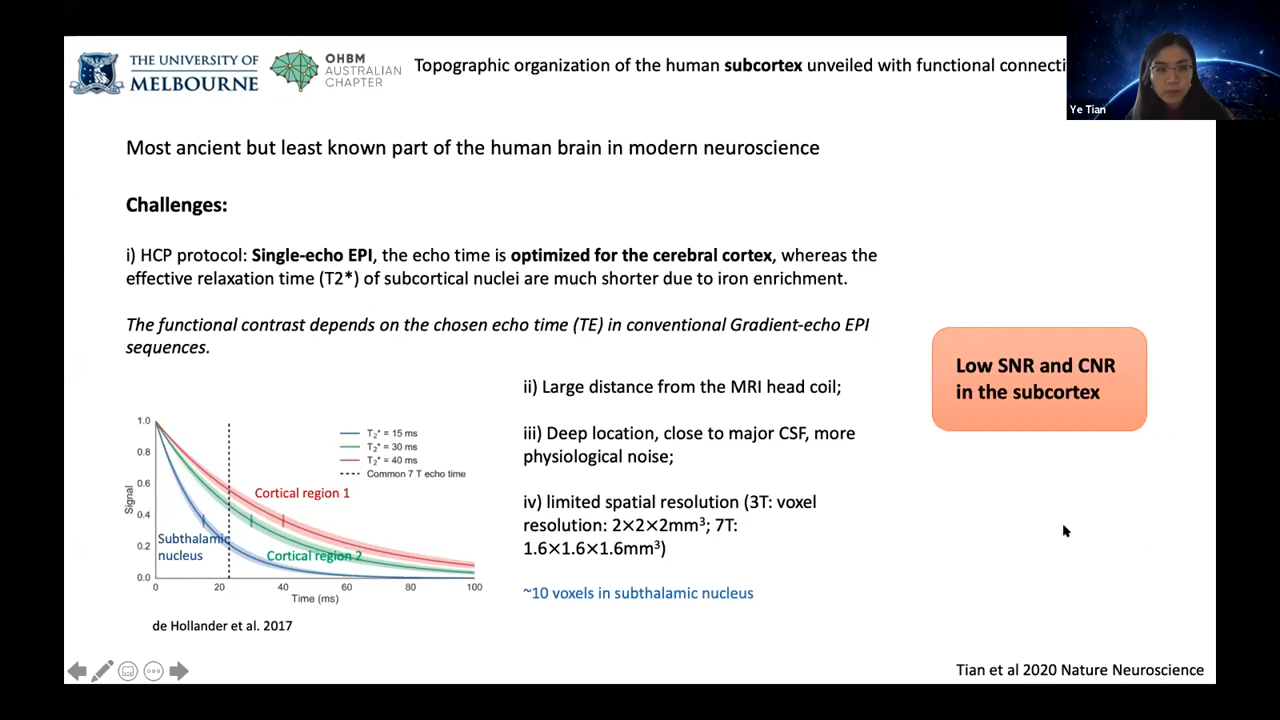 THE UNIVERSITY OF
MELBOURNE
OHBM
AUSTRALIAN
CHAPTER
Topographic organization of the human subcortex unveiled with functional
Ye Tian
Most ancient but least known part of the human brain in modern neuroscience
Challenges:
i) HCP protocol: Single-echo EPI, the echo time is optimized for the cerebral cortex, whereas the
effective relaxation time (T2*) of subcortical nuclei are much shorter due to iron enrichment.
The functional contrast depends on the chosen echo time (TE) in conventional Gradient-echo EPI
sequences.
Low SNR and CNR
in the subcortex
ii) Large distance from the MRI head coil;
iii) Deep location, close to major CSF, more
physiological noise;
iv) limited spatial resolution (3T: voxel
resolution: 2×2×2mm³; 7T:
1.6×1.6×1.6mm³)
~10 voxels in subthalamic nucleus
1.0
0.8
0.6
0.4
0.2
0.0
Signal
T₂* = 15 ms
T₂* = 30 ms
T₂* = 40 ms
Common 7 T echo time
Cortical region 1
Subthalamic
nucleus
Cortical region 2
0 20 40 60 80 100
Time (ms)
de Hollander et al. 2017
Tian et al 2020 Nature Neuroscience